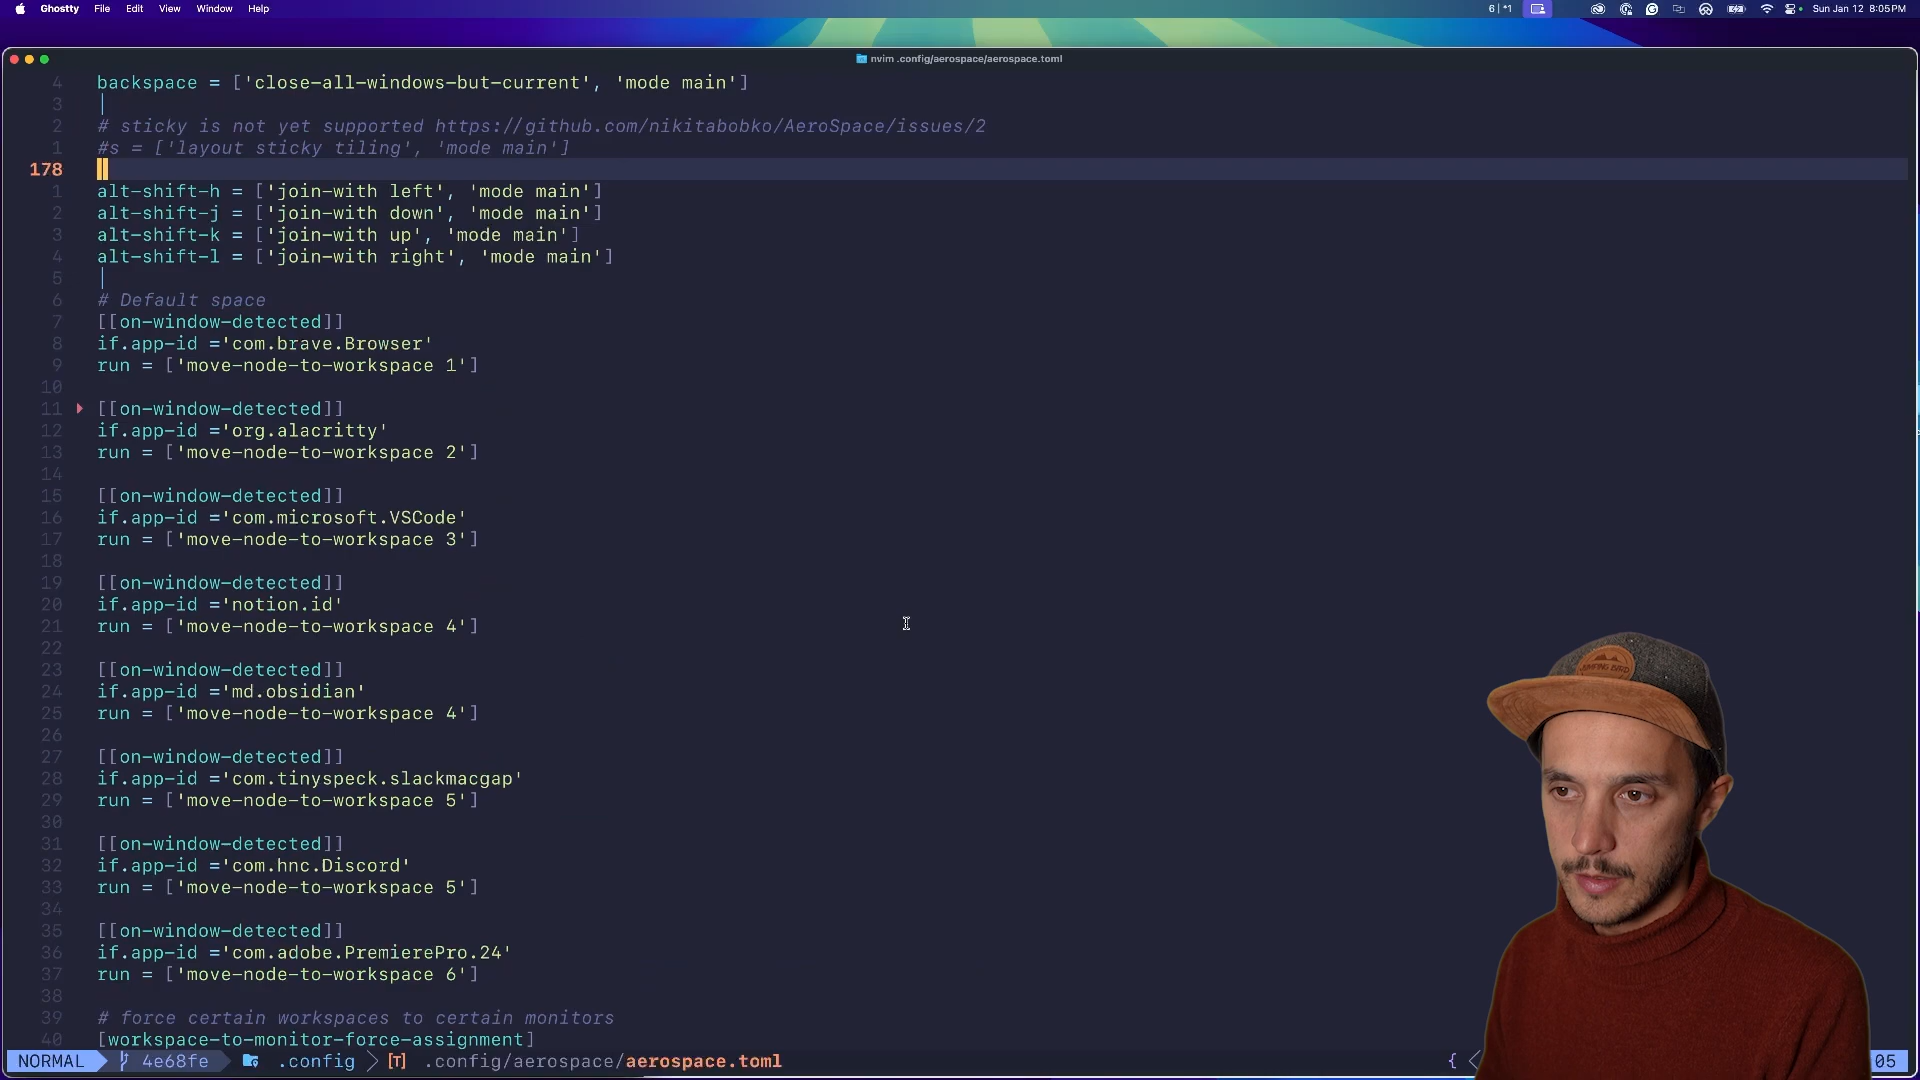 Ghostty File Edit View Window Help 6 | *1 Sun Jan 12 8:05 PM
nvim .config/aerospace/aerospace.toml
4 backspace = ['close-all-windows-but-current', 'mode main']
3
2 # sticky is not yet supported https://github.com/nikitabobko/AeroSpace/issues/2
1 #s = ['layout sticky tiling', 'mode main']
178
1 alt-shift-h = ['join-with left', 'mode main']
2 alt-shift-j = ['join-with down', 'mode main']
3 alt-shift-k = ['join-with up', 'mode main']
4 alt-shift-l = ['join-with right', 'mode main']
5
6 # Default space
7 [[on-window-detected]]
8 if.app-id ='com.brave.Browser'
9 run = ['move-node-to-workspace 1']
10
11 [[on-window-detected]]
12 if.app-id ='org.alacritty'
13 run = ['move-node-to-workspace 2']
14
15 [[on-window-detected]]
16 if.app-id ='com.microsoft.VSCode'
17 run = ['move-node-to-workspace 3']
18
19 [[on-window-detected]]
20 if.app-id ='notion.id'
21 run = ['move-node-to-workspace 4']
22
23 [[on-window-detected]]
24 if.app-id ='md.obsidian'
25 run = ['move-node-to-workspace 4']
26
27 [[on-window-detected]]
28 if.app-id ='com.tinyspeck.slackmacgap'
29 run = ['move-node-to-workspace 5']
30
31 [[on-window-detected]]
32 if.app-id ='com.hnc.Discord'
33 run = ['move-node-to-workspace 5']
34
35 [[on-window-detected]]
36 if.app-id ='com.adobe.PremierePro.24'
37 run = ['move-node-to-workspace 6']
38
39 # force certain workspaces to certain monitors
40 [workspace-to-monitor-force-assignment]
NORMAL 4e68fe .config [T] .config/aerospace/aerospace.toml { 05
JUMPING BIRD